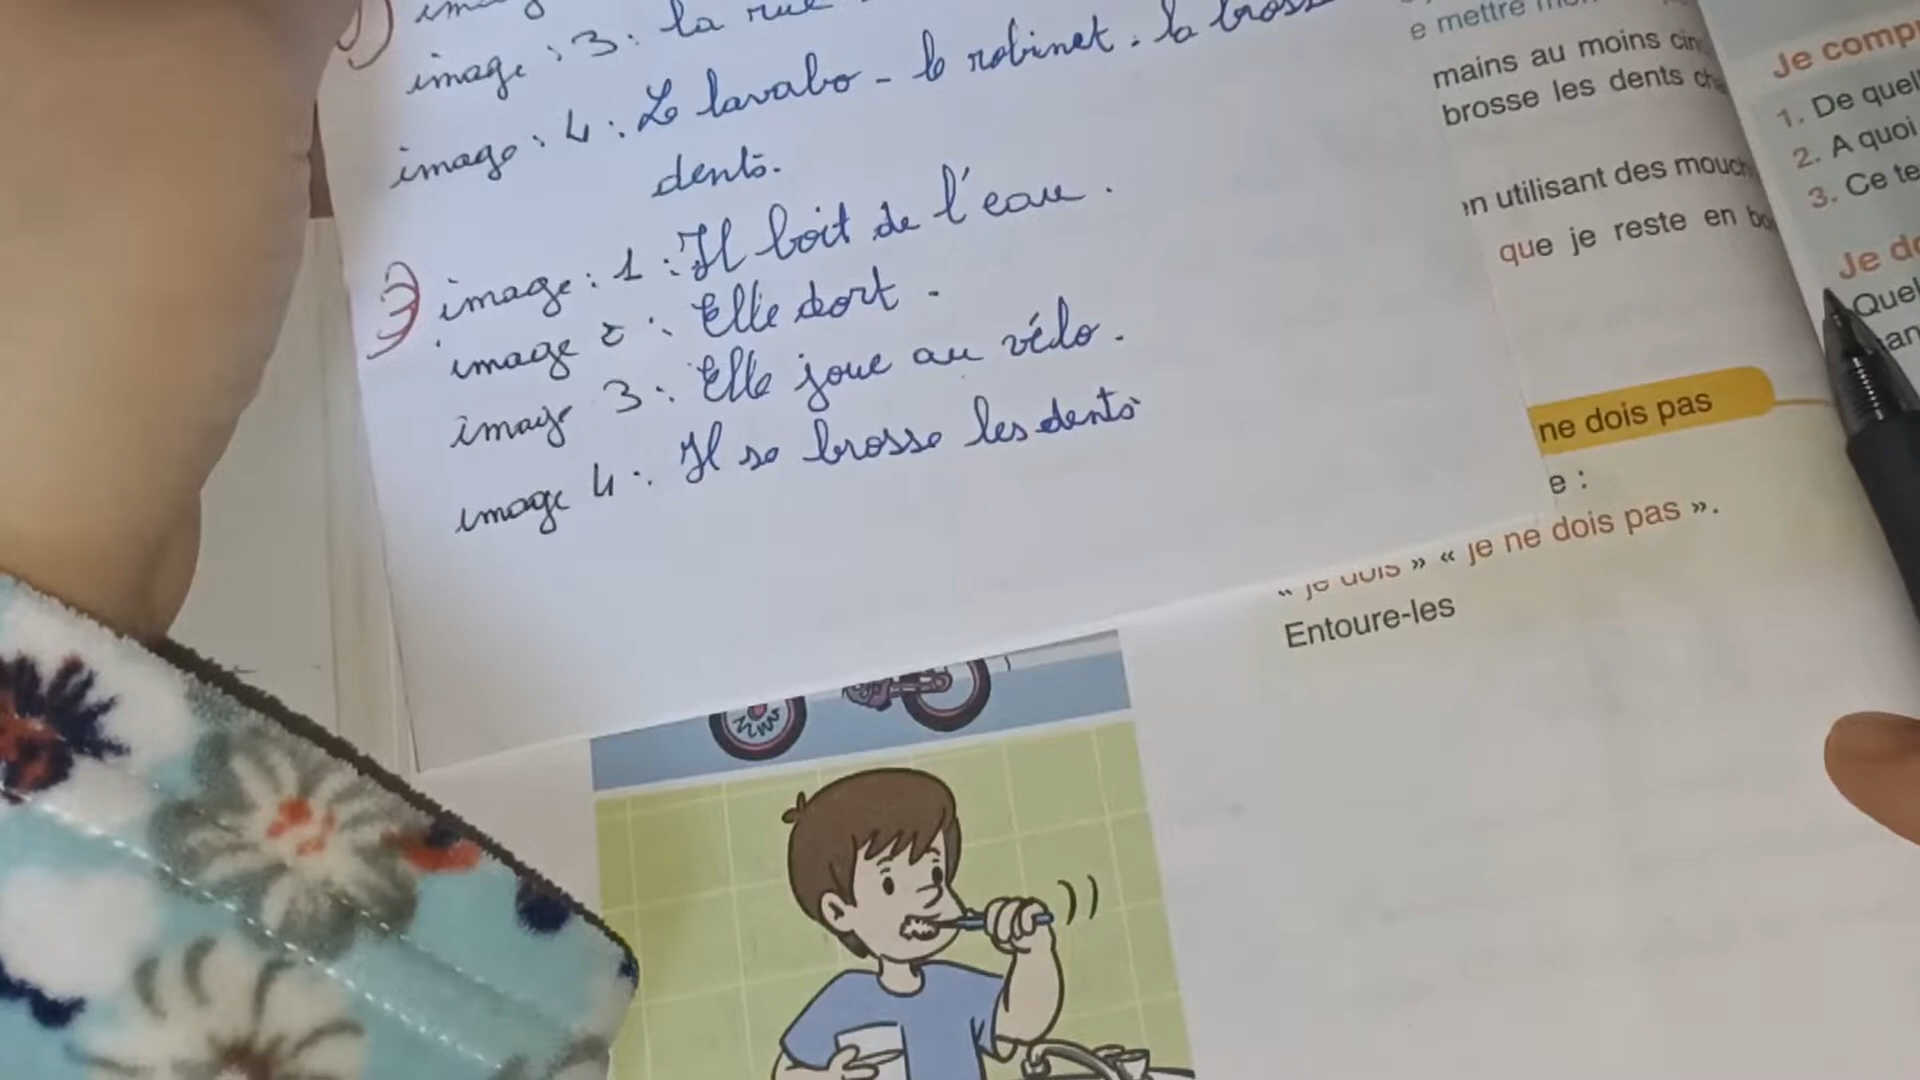 image : 3 : la rue
image : 4 : Le lavabo - le robinet - la bross
dents.
3) image : 1 : Il boit de l'eau .
image 2 : Elle dort .
image 3 : Elle joue au vélo .
image 4 : Il se brosse les dents
e mettre
mains au moins cin
brosse les dents ch
n utilisant des mouch
que je reste en bo
ne dois pas
e :
« je dois » « je ne dois pas ».
Entoure-les
Je comp
1. De quel
2. A quoi
3. Ce te
Je do
Quel